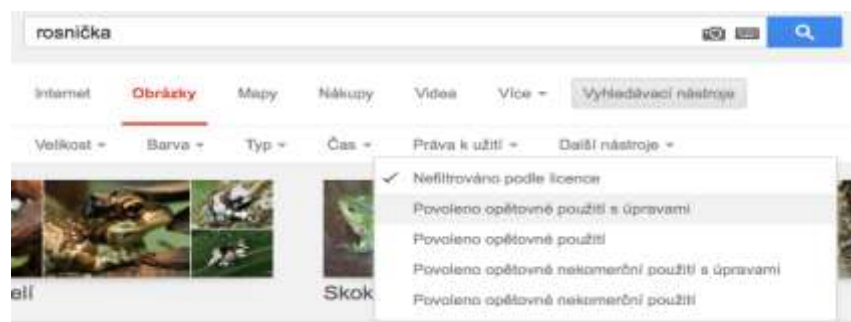 rosnička
Internet Obrázky Mapy Nákupy Videa Více Vyhledávací nástroje
Velikost Barva Typ Čas Práva k užití Další nástroje
Nefiltrováno podle licence
Povoleno opětovné použití s úpravami
Povoleno opětovné použití
Povoleno opětovné nekomerční použití s úpravami
Povoleno opětovné nekomerční použití
elí Skok